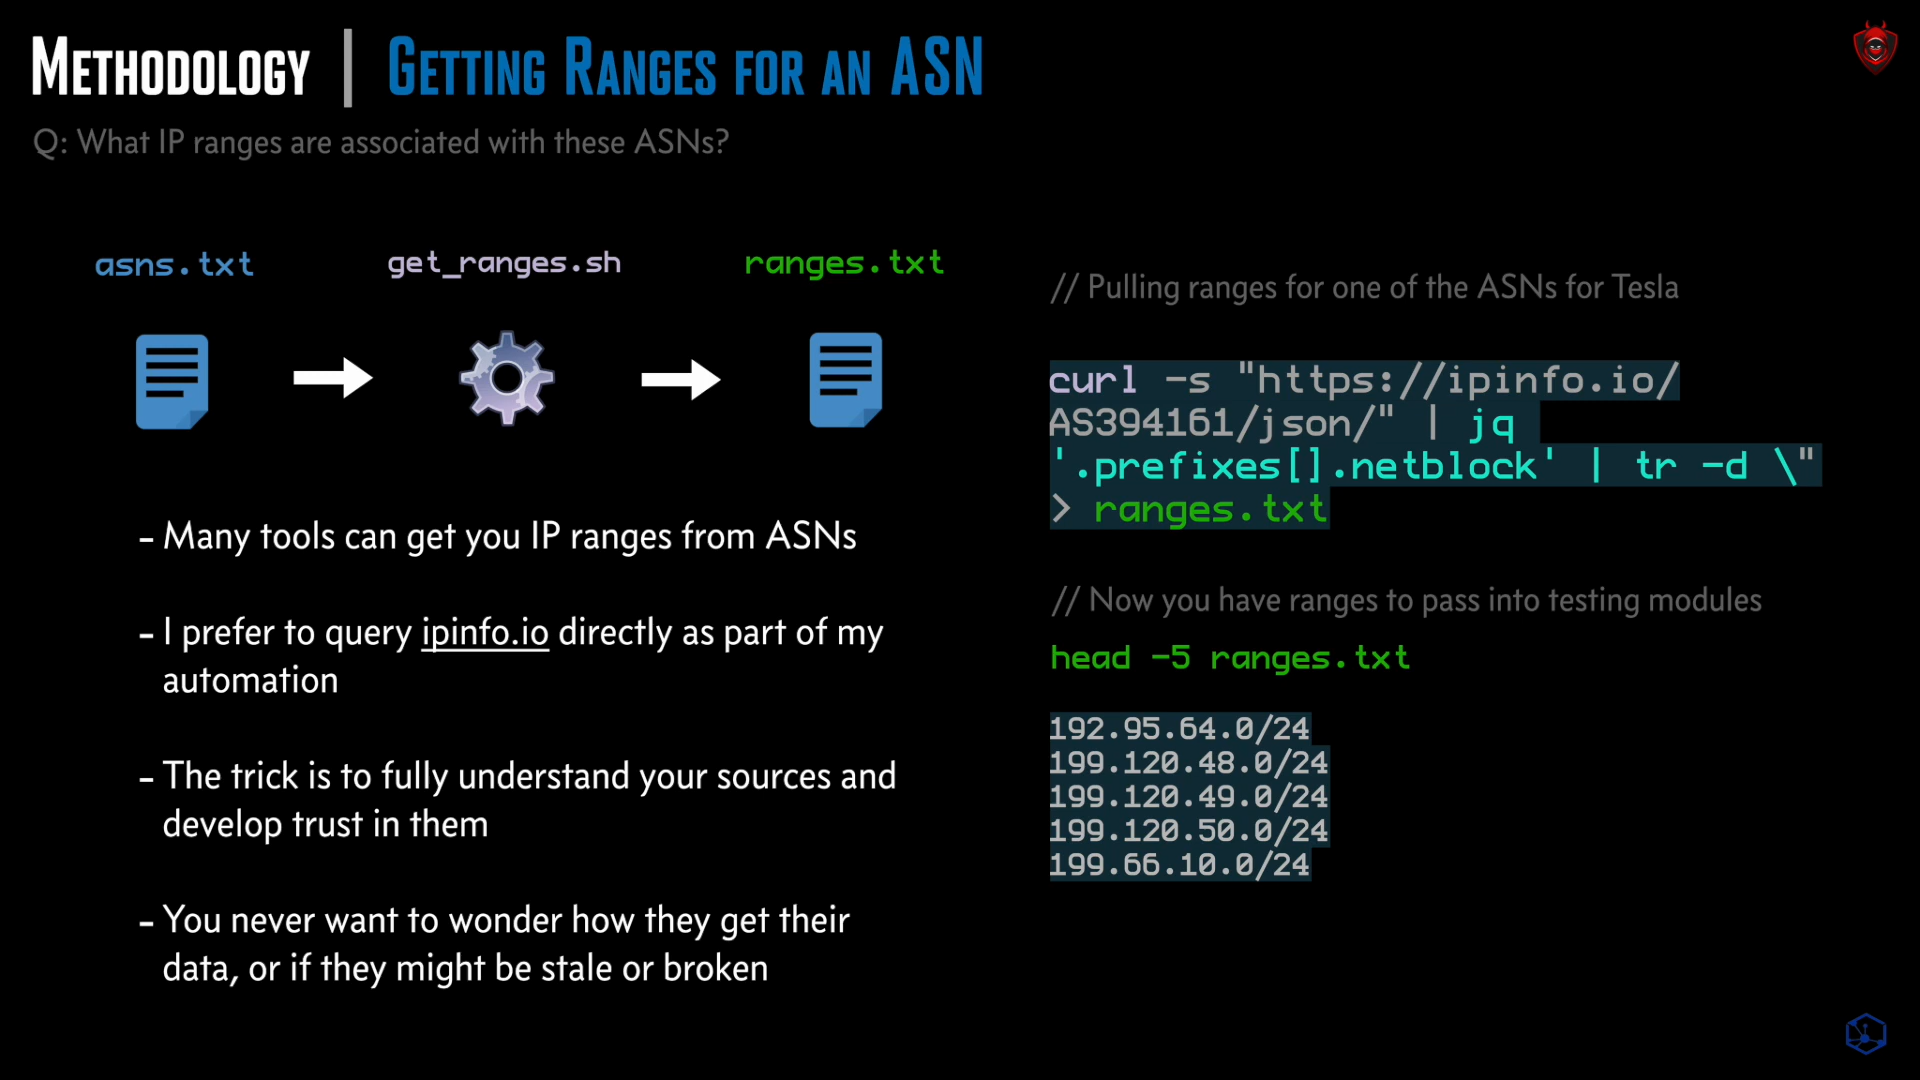 METHODOLOGY | GETTING RANGES FOR AN ASN
Q: What IP ranges are associated with these ASNs?
asns.txt
get_ranges.sh
ranges.txt
- Many tools can get you IP ranges from ASNs
- I prefer to query ipinfo.io directly as part of my
automation
- The trick is to fully understand your sources and
develop trust in them
- You never want to wonder how they get their
data, or if they might be stale or broken
// Pulling ranges for one of the ASNs for Tesla
curl -s "https://ipinfo.io/
AS394161/json/" | jq
'.prefixes[].netblock' | tr -d \"
> ranges.txt
// Now you have ranges to pass into testing modules
head -5 ranges.txt
192.95.64.0/24
199.120.48.0/24
199.120.49.0/24
199.120.50.0/24
199.66.10.0/24